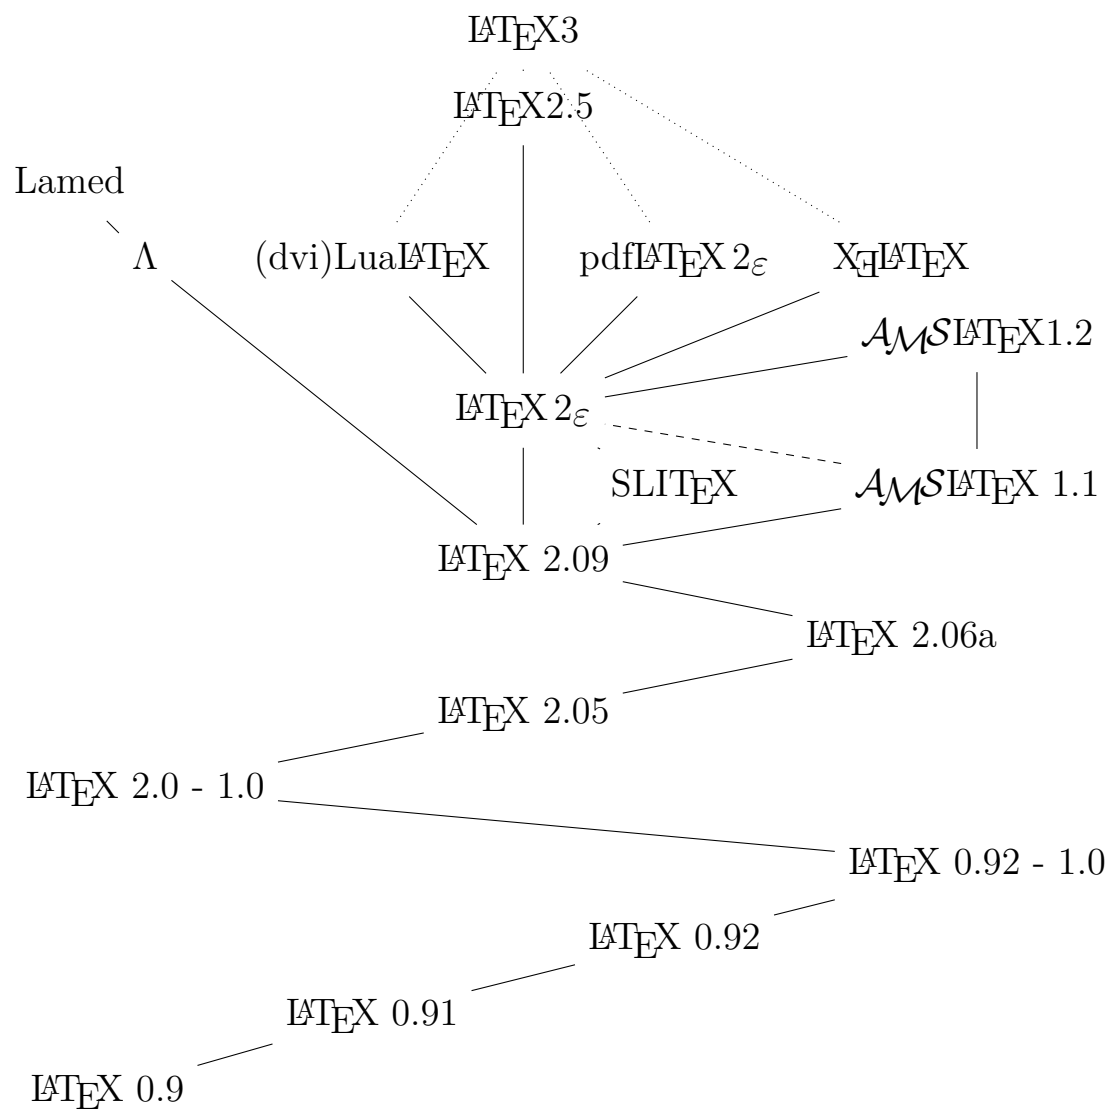 LATEX3
LATEX2.5
Lamed
Λ (dvi)LuaLATEX pdfLATEX 2ε XƎLATEX
AMSLATEX1.2
LATEX 2ε
SLITEX AMSLATEX 1.1
LATEX 2.09
LATEX 2.06a
LATEX 2.05
LATEX 2.0 - 1.0
LATEX 0.92 - 1.0
LATEX 0.92
LATEX 0.91
LATEX 0.9